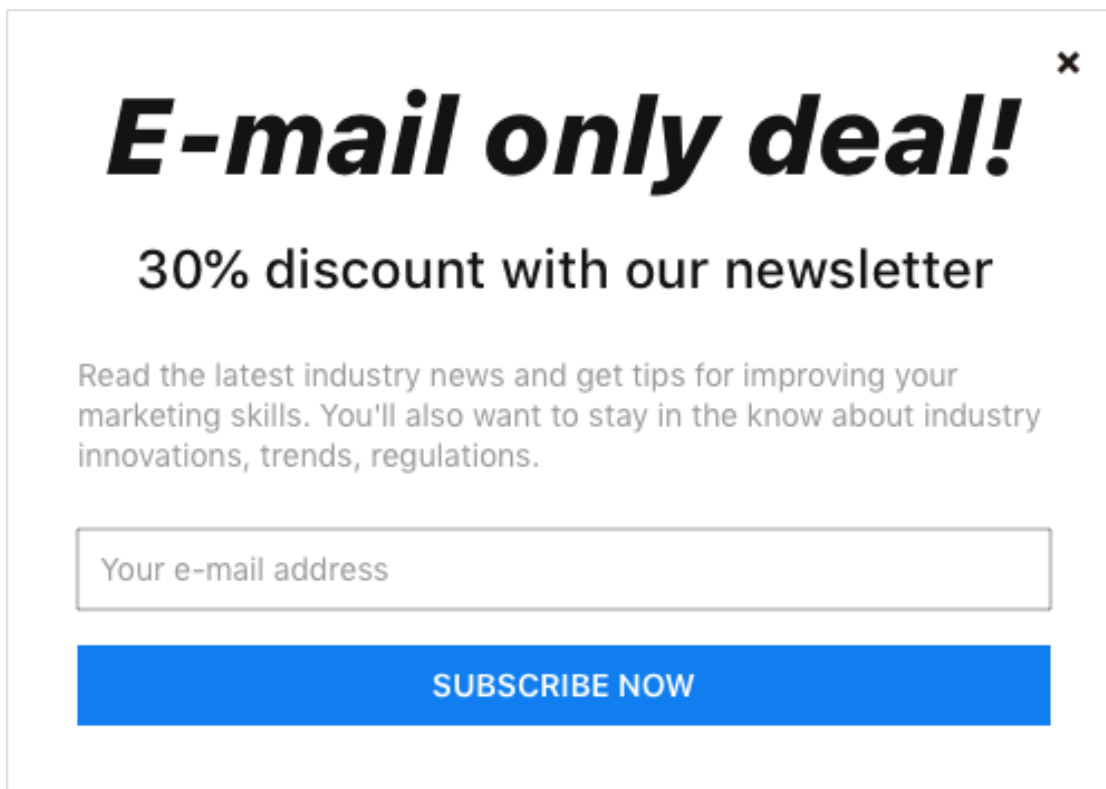 E-mail only deal!
30% discount with our newsletter
Read the latest industry news and get tips for improving your
marketing skills. You'll also want to stay in the know about industry
innovations, trends, regulations.
Your e-mail address
SUBSCRIBE NOW